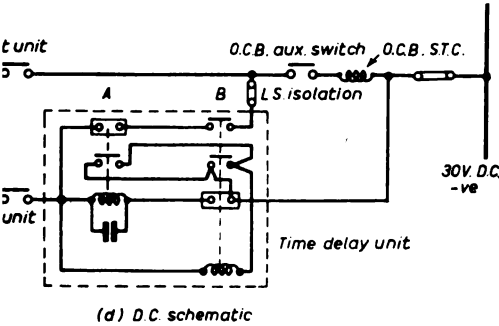 t unit
O.C.B. aux. switch
O.C.B. S.T.C.
A
B
L.S. isolation
30V. D.C.
-ve
unit
Time delay unit
(d) D.C. schematic